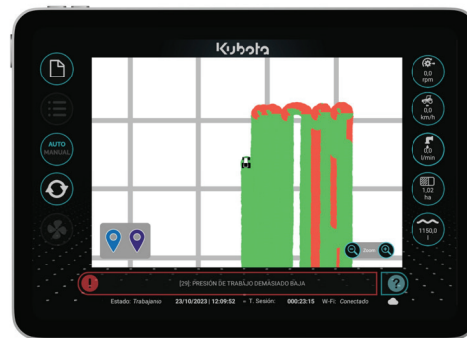 Kubota
AUTO
MANUAL
0,0
rpm
0,0
km/h
0,0
l/min
1,02
ha
1150,0
l
Zoom
[29]: PRESIÓN DE TRABAJO DEMASIADO BAJA
Estado: Trabajando 23/10/2023 | 12:09:52 - T. Sesión: 000:23:15 W-Fi: Conectado